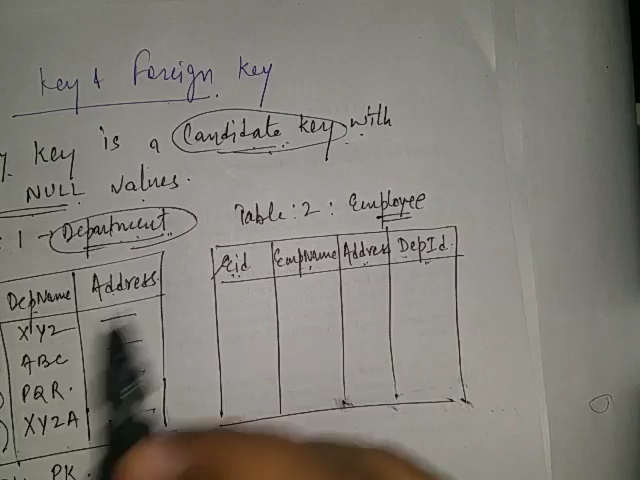 Key & Foreign Key
Key is a Candidate key with
NULL values.
1 → Department
Table : 2 : Employee
DepName Address
Eid EmpName Address DepId
XYZ
ABC
PQR.
XYZA
PK.